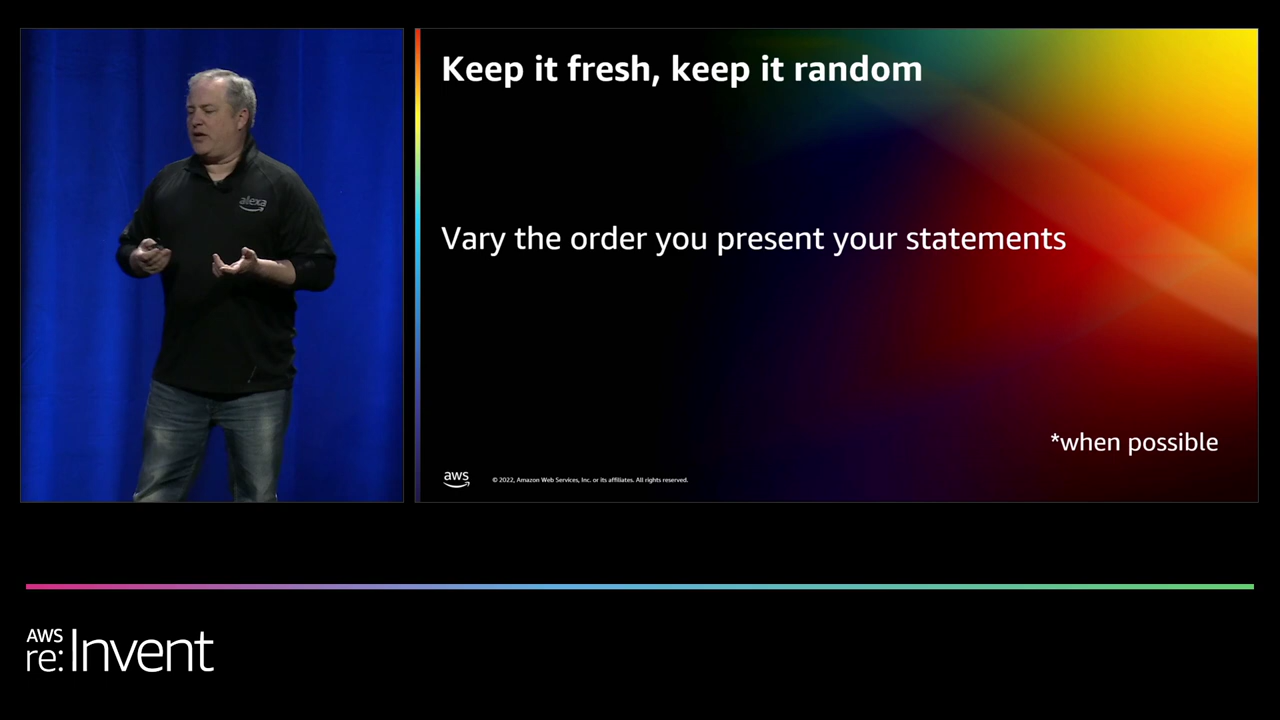 alexa
Keep it fresh, keep it random
Vary the order you present your statements
*when possible
aws
© 2022, Amazon Web Services, Inc. or its affiliates. All rights reserved.
AWS
re:Invent